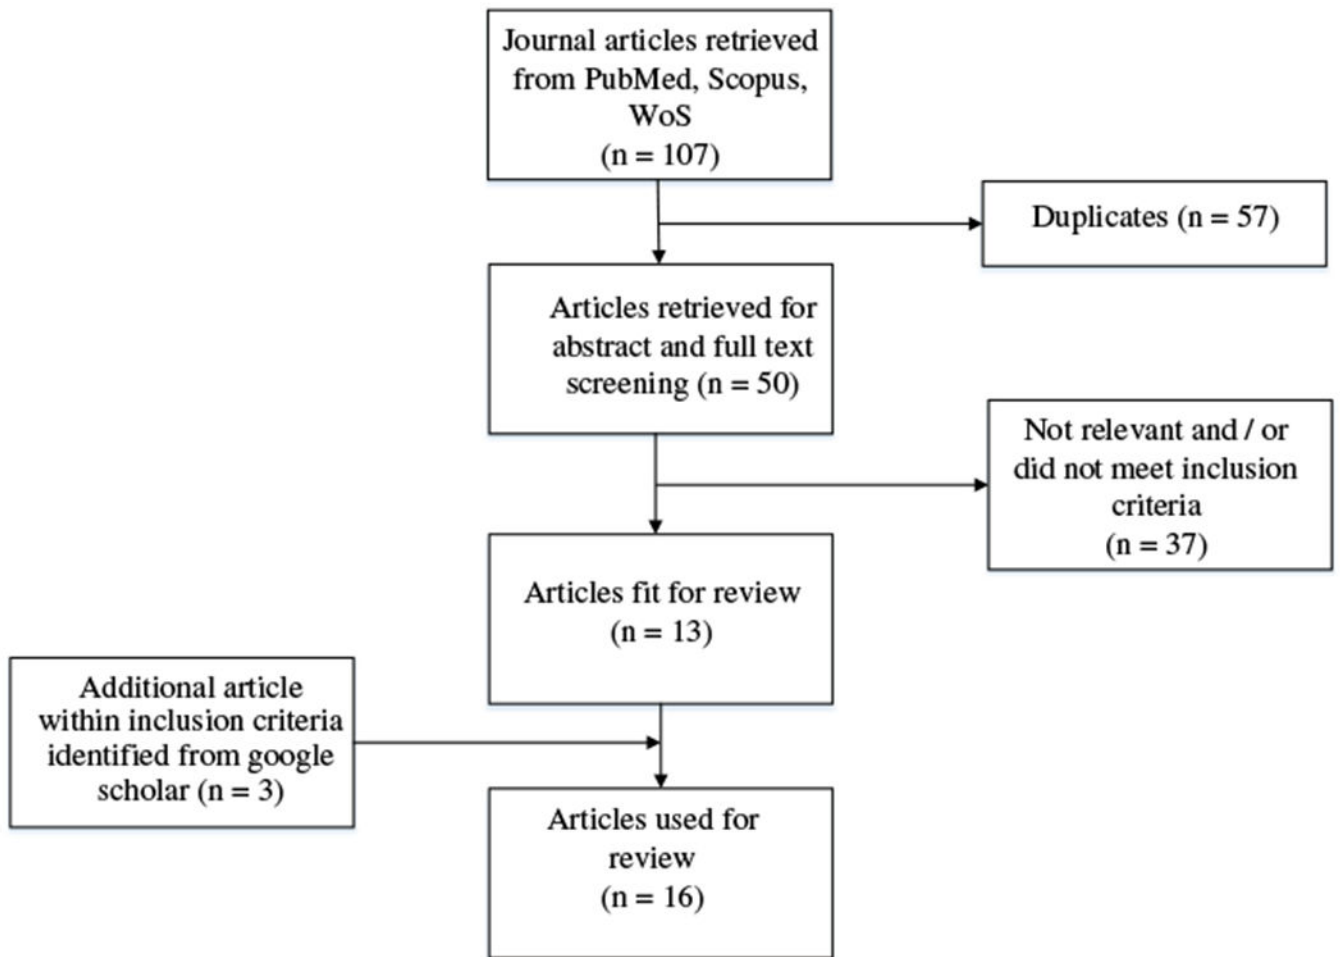 Journal articles retrieved
from PubMed, Scopus,
WoS
(n = 107)
Duplicates (n = 57)
Articles retrieved for
abstract and full text
screening (n = 50)
Not relevant and / or
did not meet inclusion
criteria
(n = 37)
Articles fit for review
(n = 13)
Additional article
within inclusion criteria
identified from google
scholar (n = 3)
Articles used for
review
(n = 16)